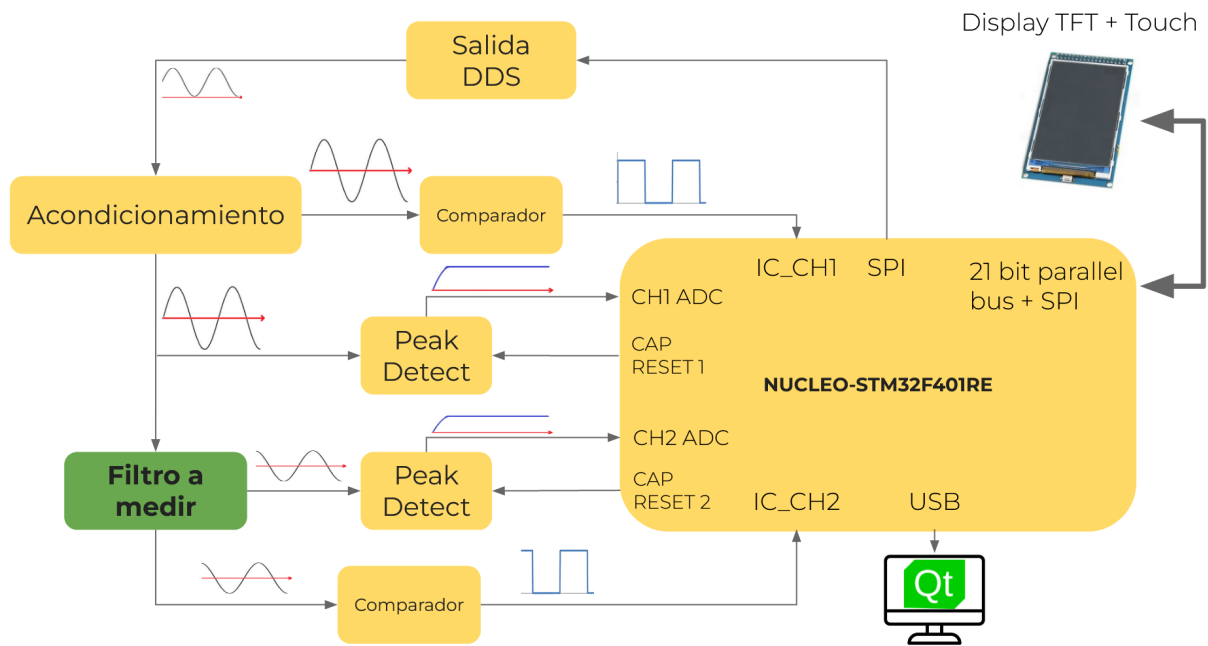 Display TFT + Touch
Salida
DDS
Acondicionamiento
Comparador
IC_CH1
SPI
21 bit parallel
bus + SPI
CH1 ADC
Peak
Detect
CAP
RESET 1
NUCLEO-STM32F401RE
CH2 ADC
Filtro a
medir
Peak
Detect
CAP
RESET 2
IC_CH2
USB
Comparador
Qt